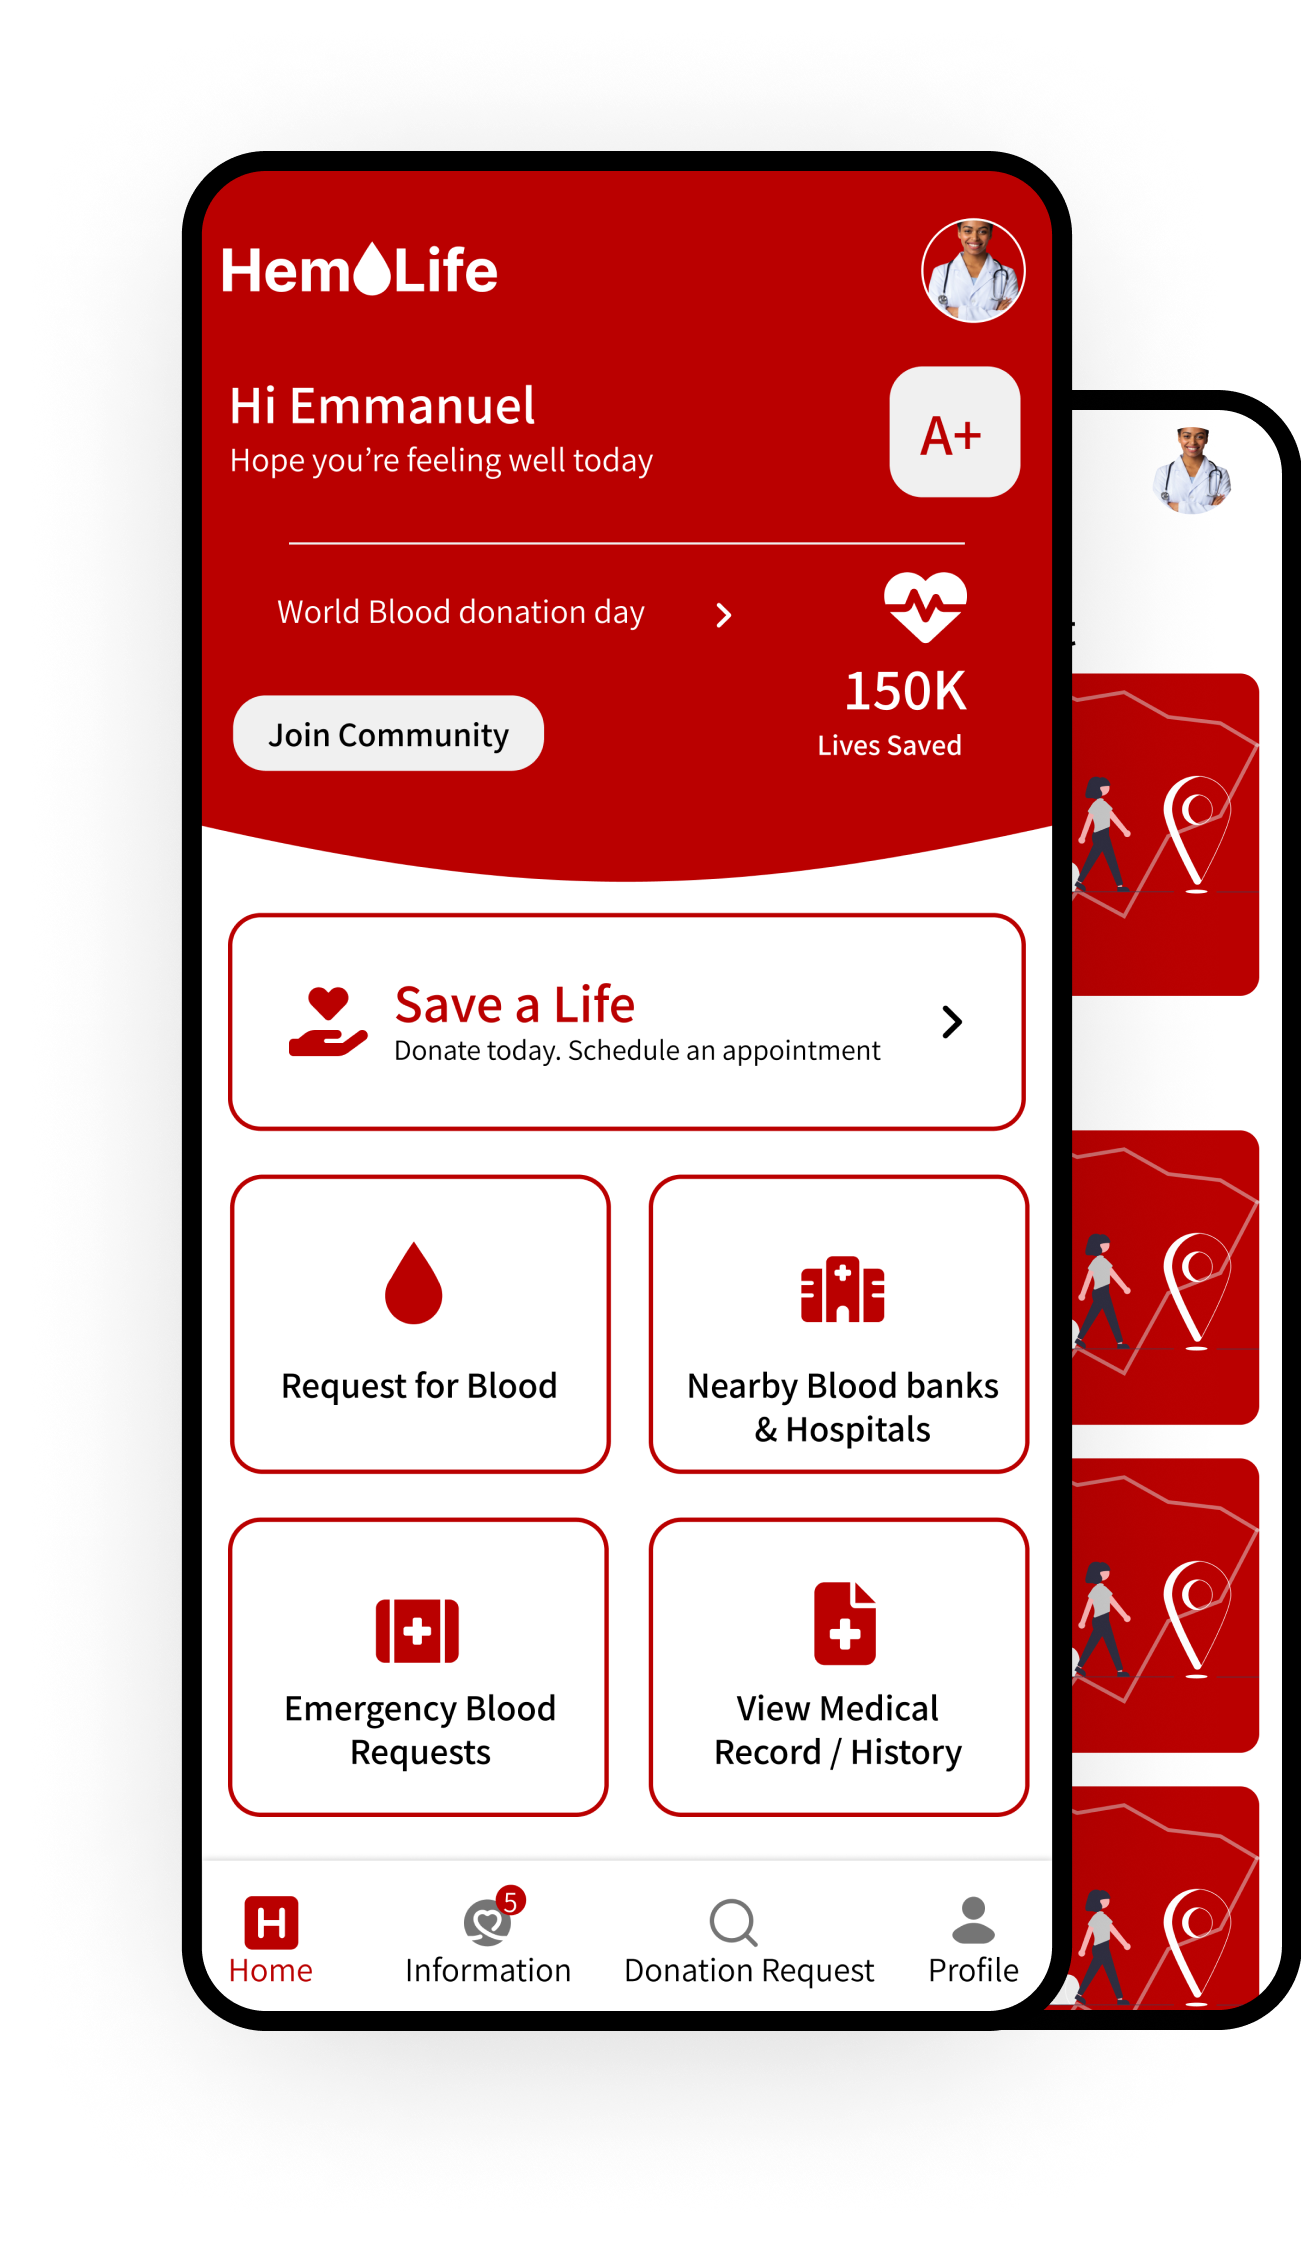 HemLife
Hi Emmanuel
A+
Hope you’re feeling well today
World Blood donation day
150K
Lives Saved
Join Community
Save a Life
Donate today. Schedule an appointment
Request for Blood
Nearby Blood banks
& Hospitals
Emergency Blood
Requests
View Medical
Record / History
H
5
Home
Information
Donation Request
Profile